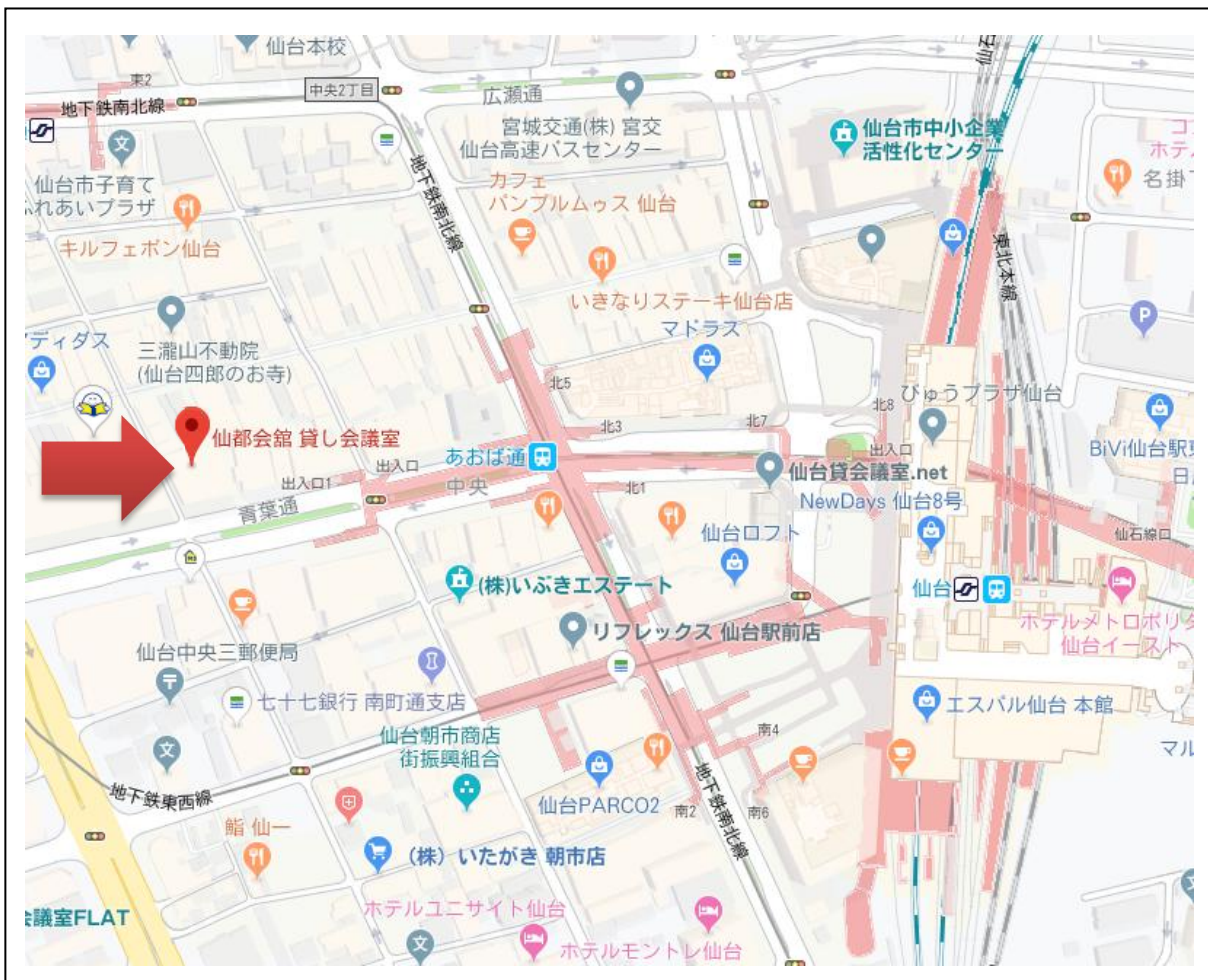 仙台本校
東2
地下鉄南北線
中央2丁目
広瀬通
宮城交通(株) 宮交
仙台高速バスセンター
仙台市中小企業
活性化センター
仙台市子育て
ふれあいプラザ
キルフェボン仙台
カフェ
パンブルムゥス 仙台
地下鉄南北線
名掛丁
東北本線
いきなりステーキ仙台店
マドラス
三瀧山不動院
(仙台四郎のお寺)
アディダス
北5
びゅうプラザ仙台
仙都会舘 貸し会議室
北3
北7
北8
出入口
BiVi仙台駅東
出入口
あおば通
仙台貸会議室.net
出入口1
中央
北1
NewDays 仙台8号
青葉通
仙台ロフト
仙石線口
(株)いぶきエステート
仙台
リフレックス 仙台駅前店
ホテルメトロポリタ
仙台イースト
仙台中央三郵便局
七十七銀行 南町通支店
エスパル仙台 本館
仙台朝市商店
街振興組合
南4
マル
地下鉄東西線
仙台PARCO2
南2
南6
地下鉄南北線
鮨 仙一
(株) いたがき 朝市店
会議室FLAT
ホテルユニサイト仙台
ホテルモントレ仙台